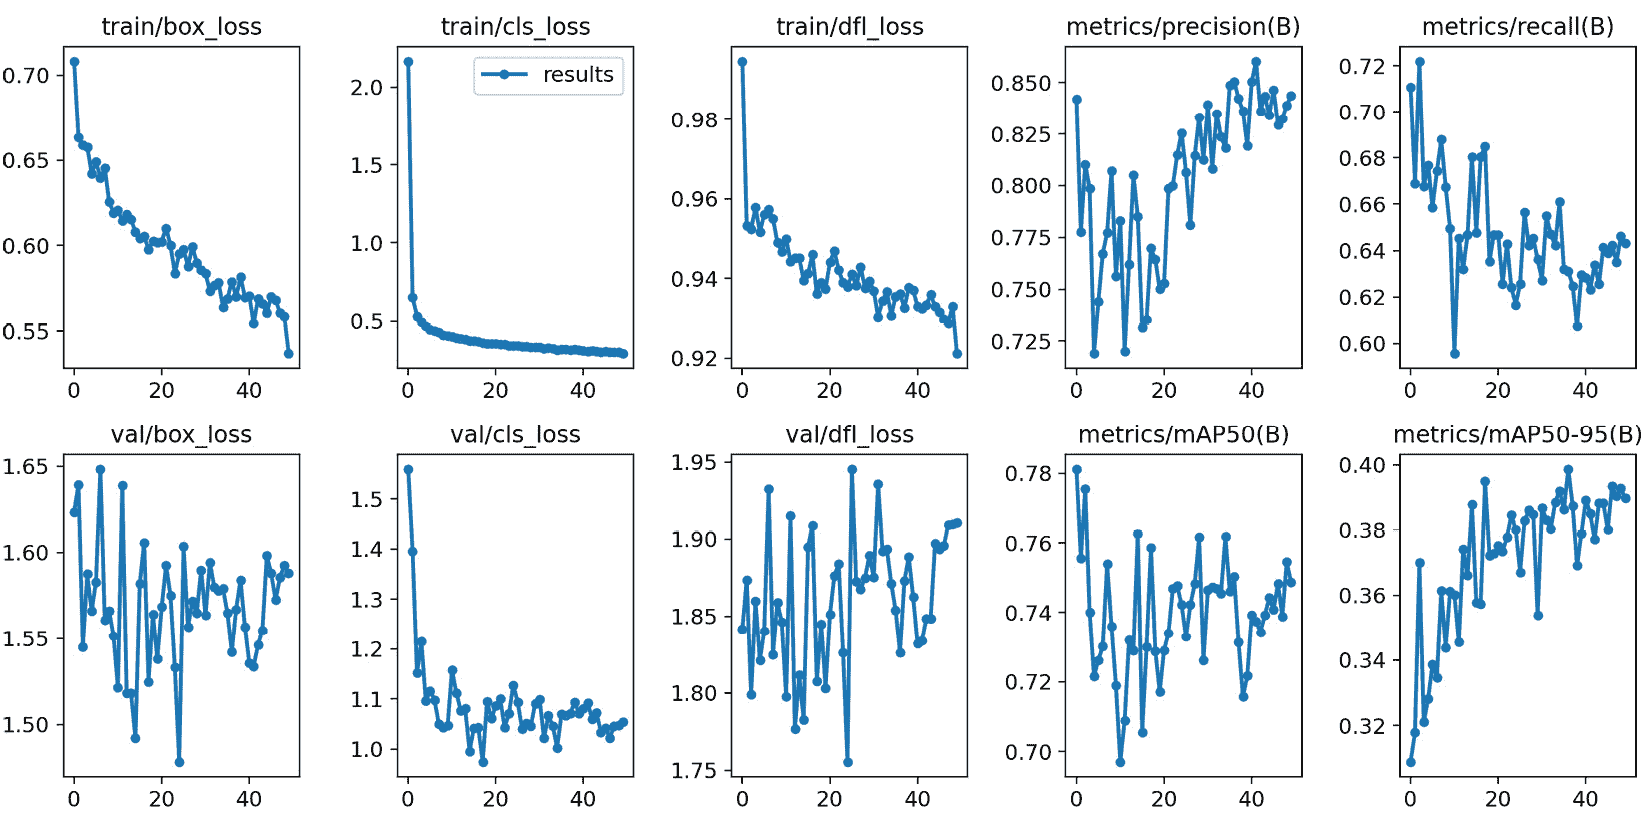 train/box_loss
0.70
0.65
0.60
0.55
0 20 40
train/cls_loss
results
2.0
1.5
1.0
0.5
0 20 40
train/dfl_loss
0.98
0.96
0.94
0.92
0 20 40
metrics/precision(B)
0.850
0.825
0.800
0.775
0.750
0.725
0 20 40
metrics/recall(B)
0.72
0.70
0.68
0.66
0.64
0.62
0.60
0 20 40
val/box_loss
1.65
1.60
1.55
1.50
0 20 40
val/cls_loss
1.5
1.4
1.3
1.2
1.1
1.0
0 20 40
val/dfl_loss
1.95
1.90
1.85
1.80
1.75
0 20 40
metrics/mAP50(B)
0.78
0.76
0.74
0.72
0.70
0 20 40
metrics/mAP50-95(B)
0.40
0.38
0.36
0.34
0.32
0 20 40